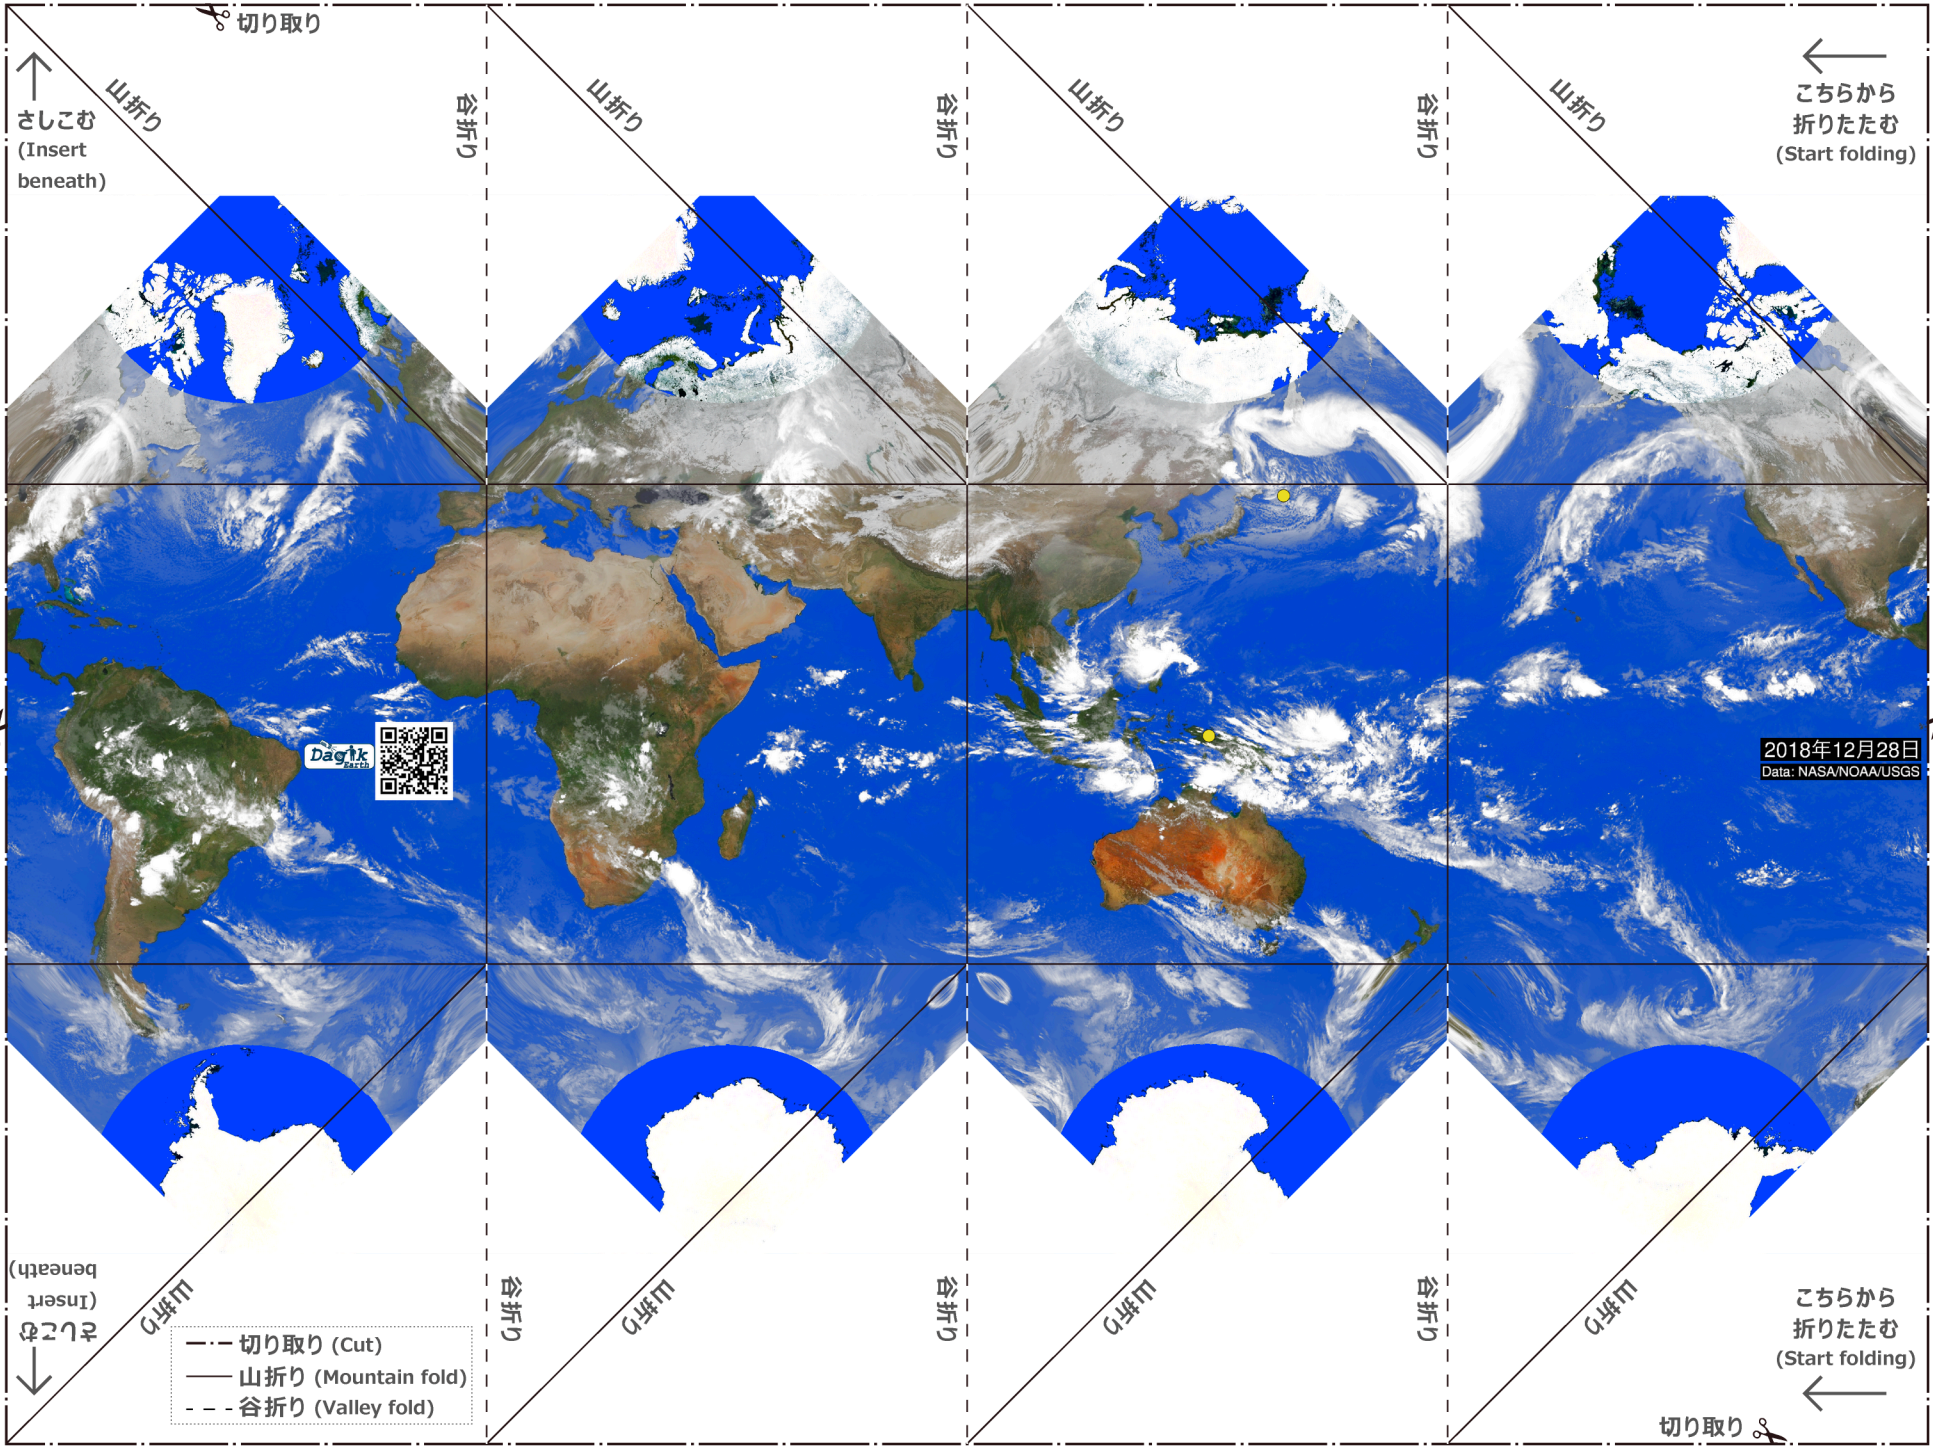 切り取り
山折り
谷折り
山折り
谷折り
山折り
谷折り
山折り
さしこむ
(Insert
beneath)
こちらから
折りたたむ
(Start folding)
Dagik
Earth
2018年12月28日
Data: NASA/NOAA/USGS
さしこむ
(Insert
beneath)
山折り
谷折り
山折り
谷折り
山折り
谷折り
山折り
切り取り (Cut)
山折り (Mountain fold)
谷折り (Valley fold)
こちらから
折りたたむ
(Start folding)
切り取り